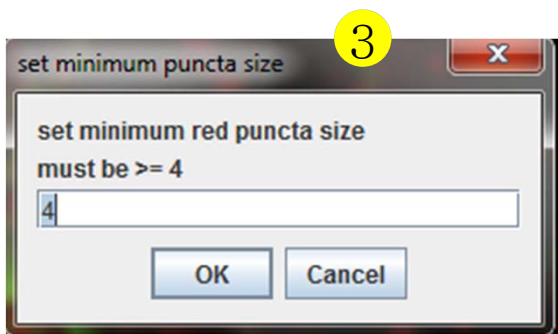 3
set minimum puncta size
set minimum red puncta size
must be >= 4
4
OK
Cancel